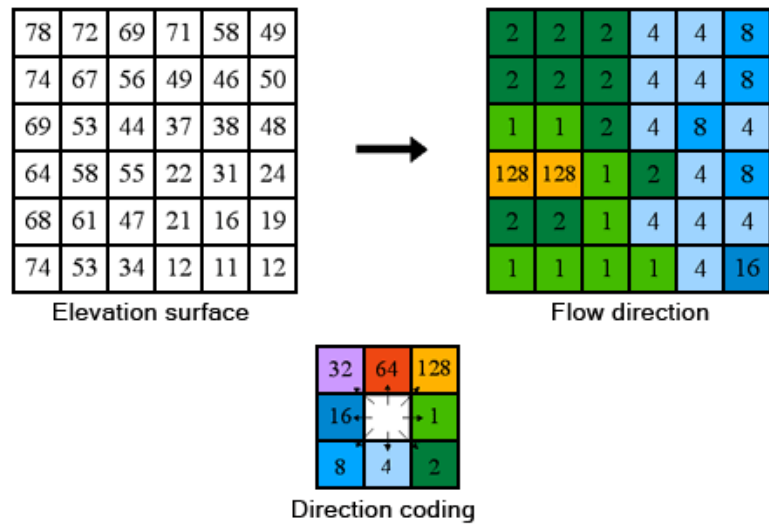 78 72 69 71 58 49
74 67 56 49 46 50
69 53 44 37 38 48
64 58 55 22 31 24
68 61 47 21 16 19
74 53 34 12 11 12
Elevation surface
2 2 2 4 4 8
2 2 2 4 4 8
1 1 2 4 8 4
128 128 1 2 4 8
2 2 1 4 4 4
1 1 1 1 4 16
Flow direction
32 64 128
16 1
8 4 2
Direction coding